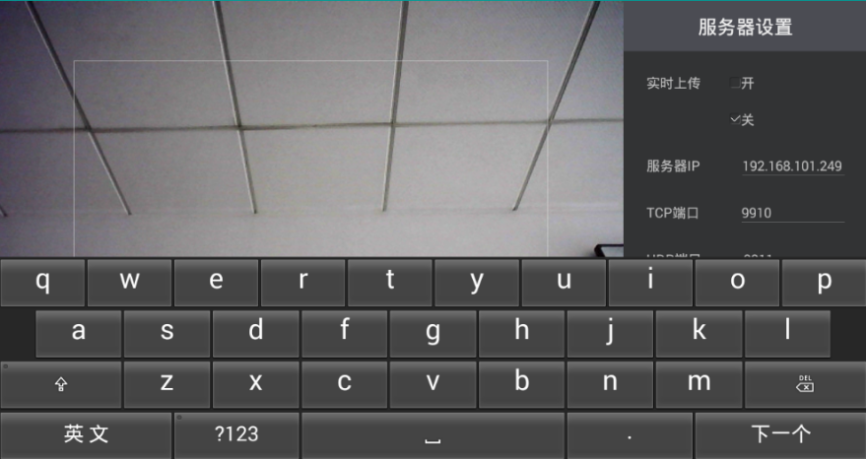 服务器设置
实时上传 开
关
服务器IP 192.168.101.249
TCP端口 9910
q w e r t y u i o p
a s d f g h j k l
z x c v b n m DEL
英文 ?123 . 下一个